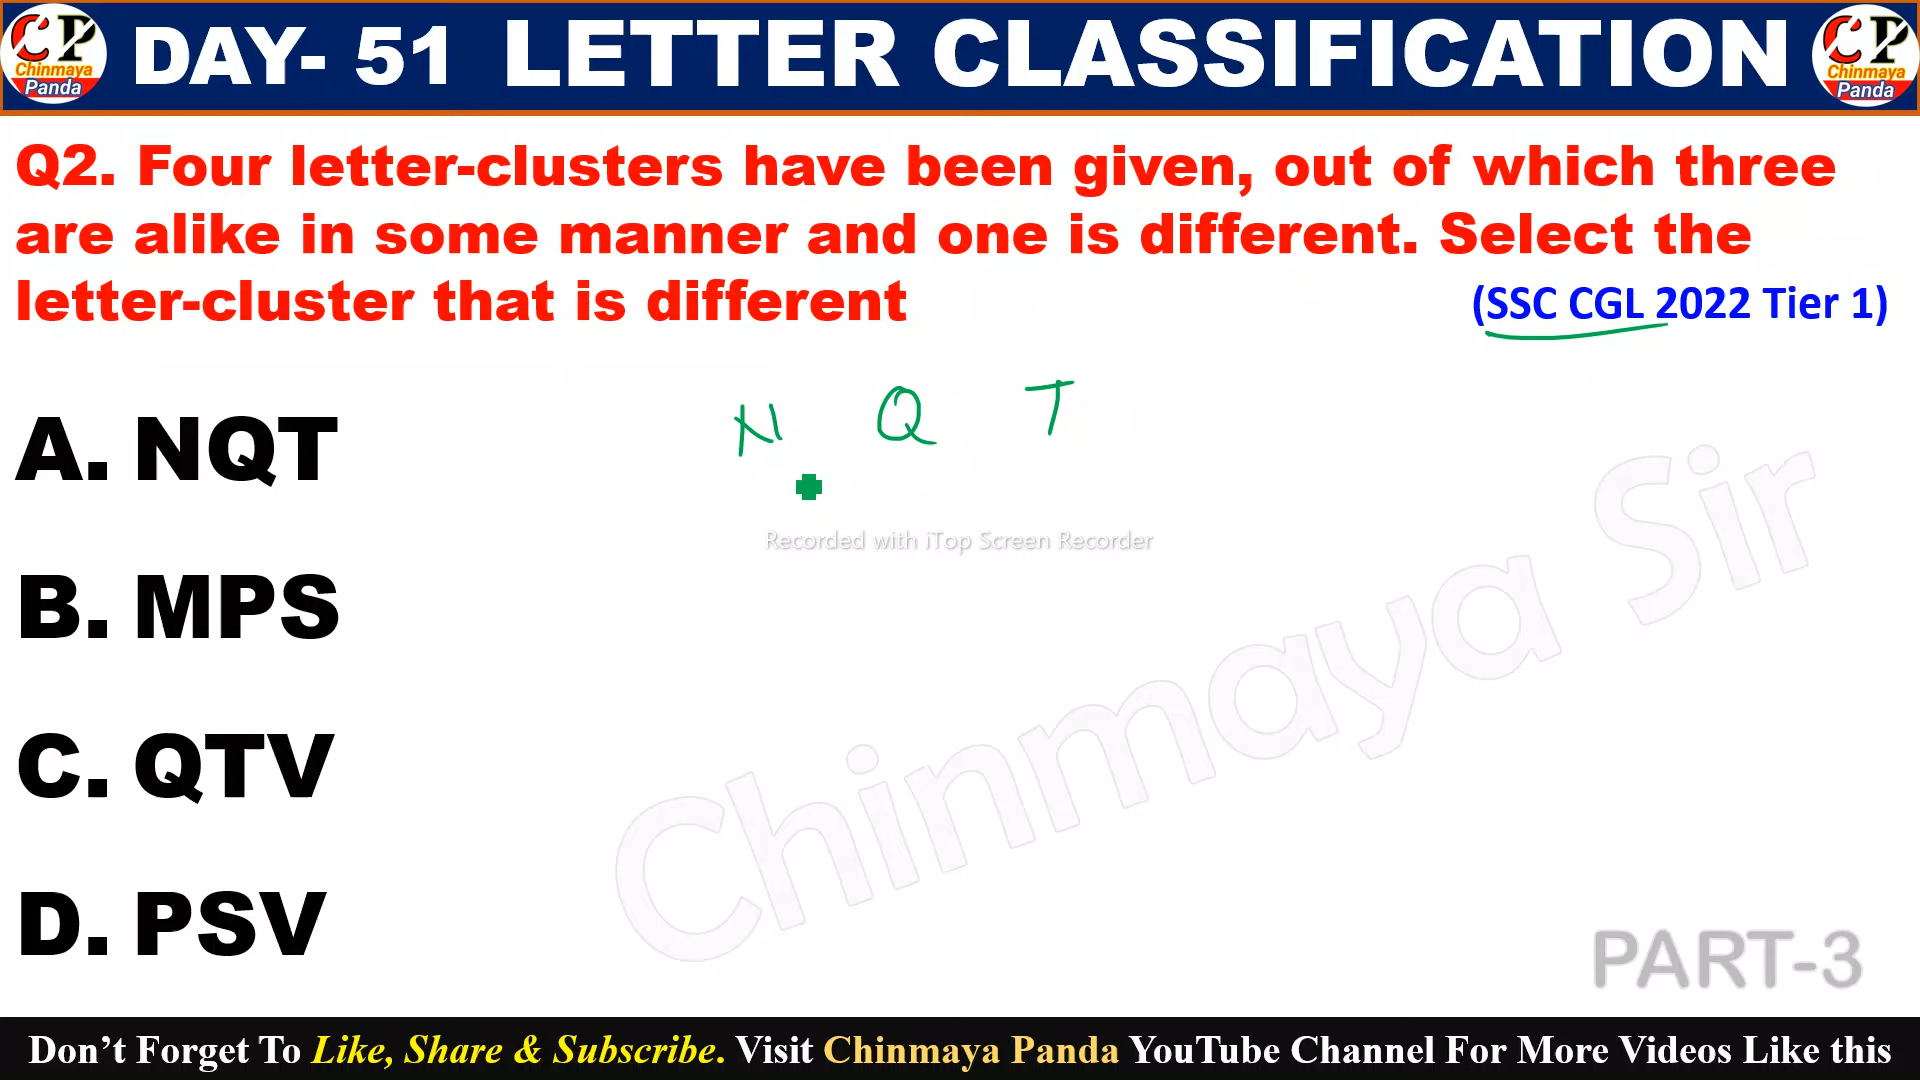 CP Chinmaya Panda DAY- 51 LETTER CLASSIFICATION CP Chinmaya Panda
Q2. Four letter-clusters have been given, out of which three
are alike in some manner and one is different. Select the
letter-cluster that is different (SSC CGL 2022 Tier 1)
N Q T
A. NQT
Recorded with iTop Screen Recorder
B. MPS
C. QTV
Chinmaya Sir
D. PSV
PART-3
Don’t Forget To Like, Share & Subscribe. Visit Chinmaya Panda YouTube Channel For More Videos Like this